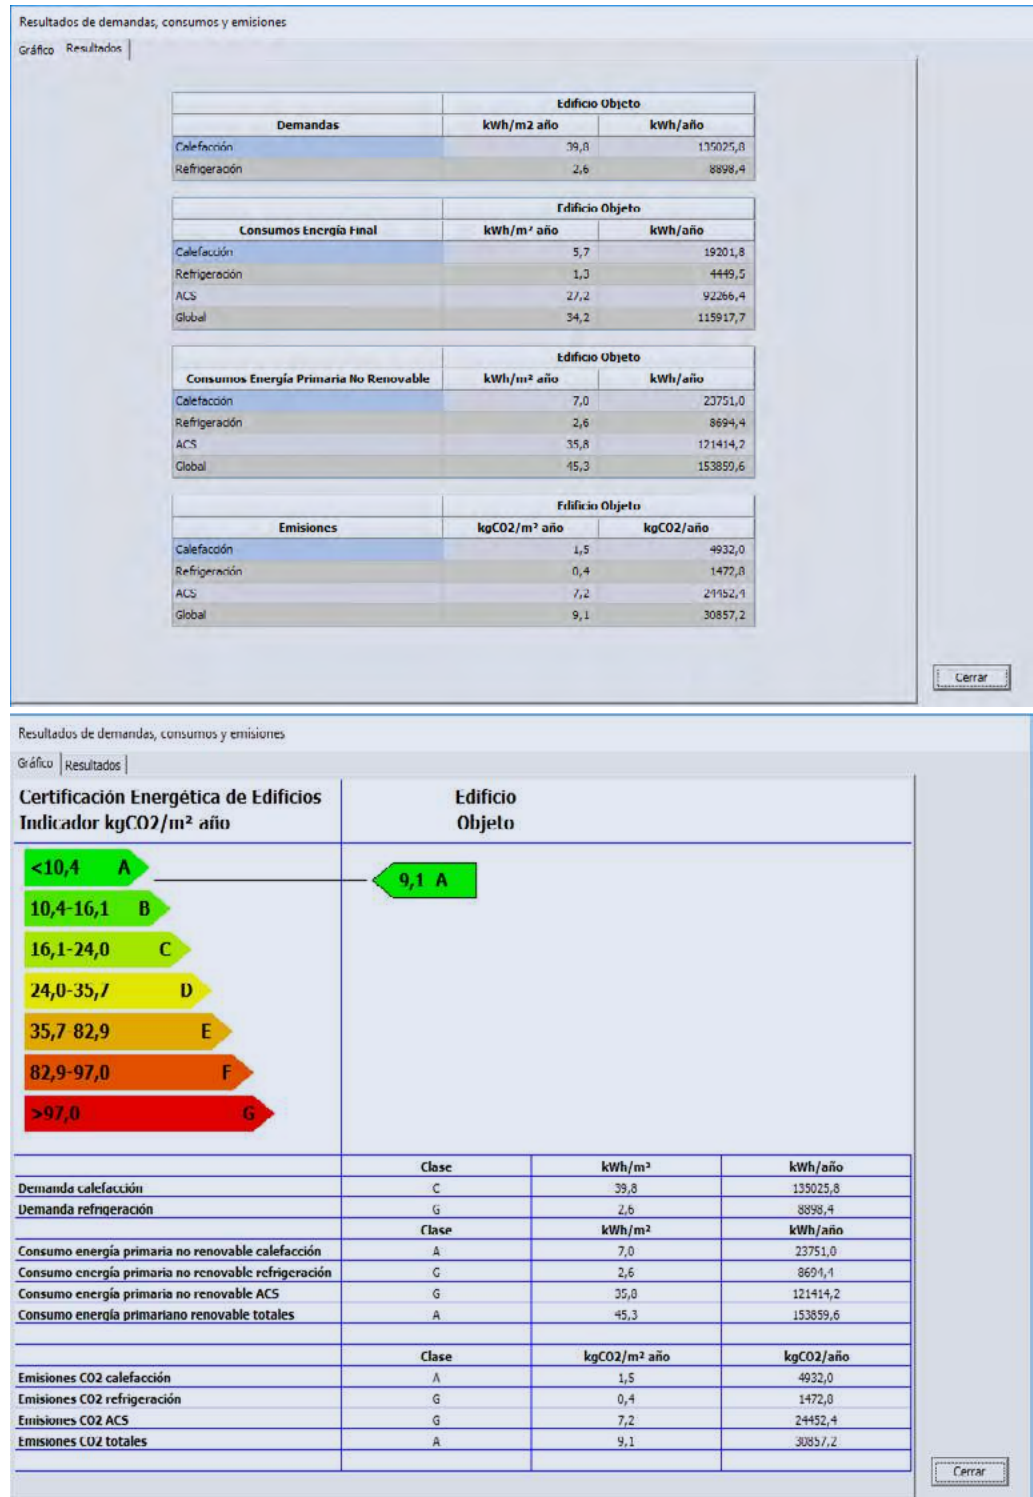 Resultados de demandas, consumos y emisiones
Gráfico Resultados
Edificio Objeto
Demandas kWh/m2 año kWh/año
Calefacción 39,8 135025,8
Refrigeración 2,6 8898,4
Edificio Objeto
Consumos Energía Final kWh/m² año kWh/año
Calefacción 5,7 19201,8
Refrigeración 1,3 4449,5
ACS 27,2 92266,4
Global 34,2 115917,7
Edificio Objeto
Consumos Energía Primaria No Renovable kWh/m² año kWh/año
Calefacción 7,0 23751,0
Refrigeración 2,6 8694,4
ACS 35,8 121414,2
Global 45,3 153859,6
Edificio Objeto
Emisiones kgCO2/m² año kgCO2/año
Calefacción 1,5 4932,0
Refrigeración 0,4 1472,8
ACS 7,2 24452,4
Global 9,1 30857,2
Cerrar
Resultados de demandas, consumos y emisiones
Gráfico Resultados
Certificación Energética de Edificios Edificio
Indicador kgCO2/m² año Objeto
<10,4 A
9,1 A
10,4-16,1 B
16,1-24,0 C
24,0-35,7 D
35,7-82,9 E
82,9-97,0 F
>97,0 G
Clase kWh/m² kWh/año
Demanda calefacción C 39,8 135025,8
Demanda refrigeración G 2,6 8898,4
Clase kWh/m² kWh/año
Consumo energía primaria no renovable calefacción A 7,0 23751,0
Consumo energía primaria no renovable refrigeración G 2,6 8694,4
Consumo energía primaria no renovable ACS G 35,8 121414,2
Consumo energía primariano renovable totales A 45,3 153859,6
Clase kgCO2/m² año kgCO2/año
Emisiones CO2 calefacción A 1,5 4932,0
Emisiones CO2 refrigeración G 0,4 1472,8
Emisiones CO2 ACS G 7,2 24452,4
Emisiones CO2 totales A 9,1 30857,2
Cerrar